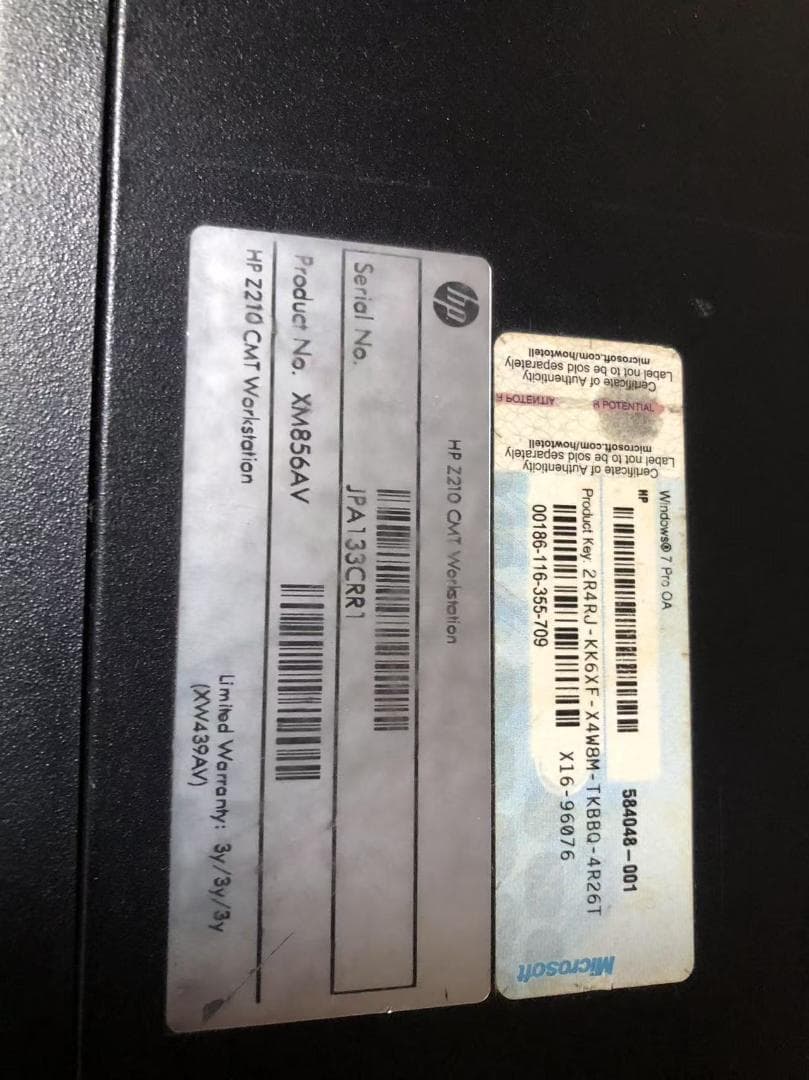 Certificate of Authenticity
Label not to be sold separately
microsoft.com/howtotell
Certificate of Authenticity
Label not to be sold separately
microsoft.com/howtotell
Windows® 7 Pro OA
HP
584048-001
Product Key: 2R4RJ-KK6XF-X4W8M-TKBBQ-4R26T
00186-116-355-709 X16-96076
Microsoft
hp
HP Z210 CMT Workstation
Serial No.
JPA133CRR1
Product No. XM856AV
HP Z210 CMT Workstation
Limited Warranty: 3y/3y/3y
(XW439AV)